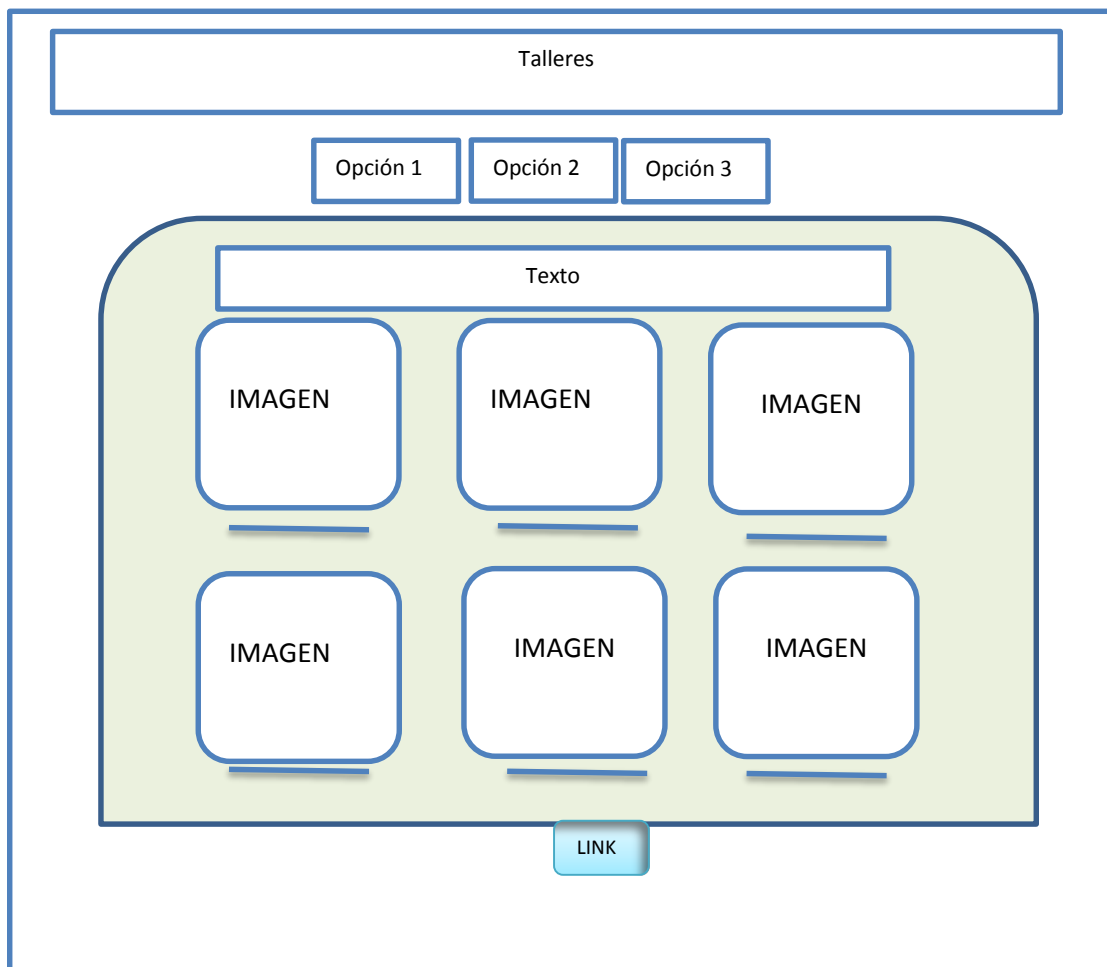 Talleres
Opción 1
Opción 2
Opción 3
Texto
IMAGEN
IMAGEN
IMAGEN
IMAGEN
IMAGEN
IMAGEN
LINK